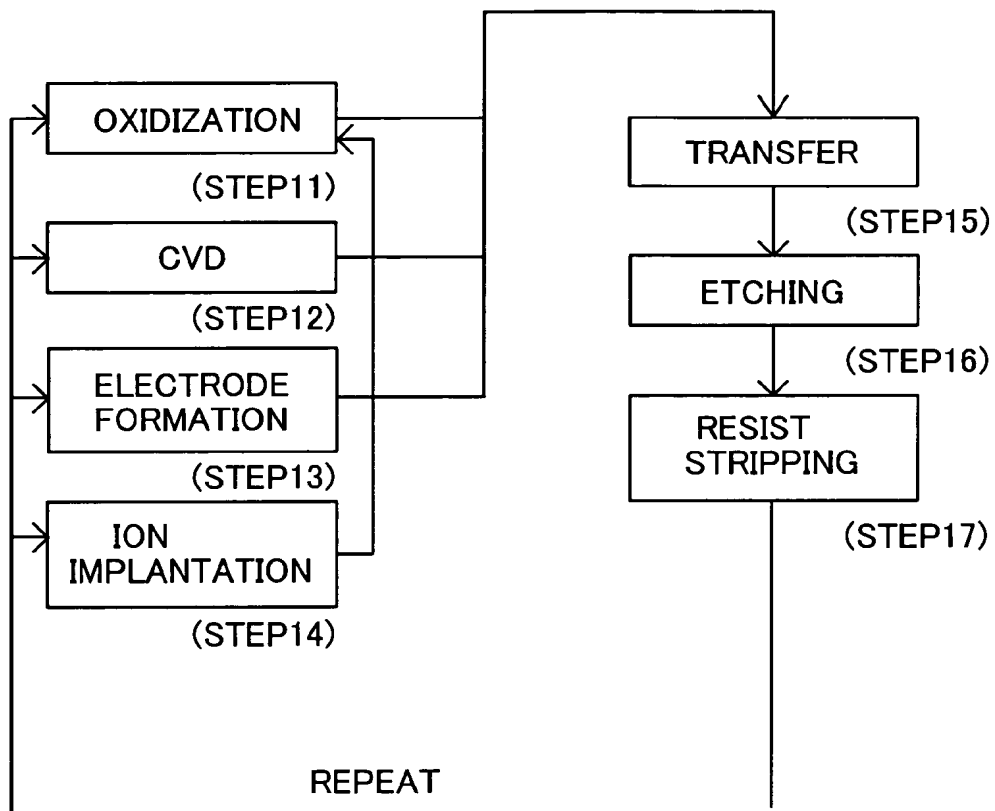 OXIDIZATION
(STEP11)
CVD
(STEP12)
ELECTRODE
FORMATION
(STEP13)
ION
IMPLANTATION
(STEP14)
TRANSFER
(STEP15)
ETCHING
(STEP16)
RESIST
STRIPPING
(STEP17)
REPEAT